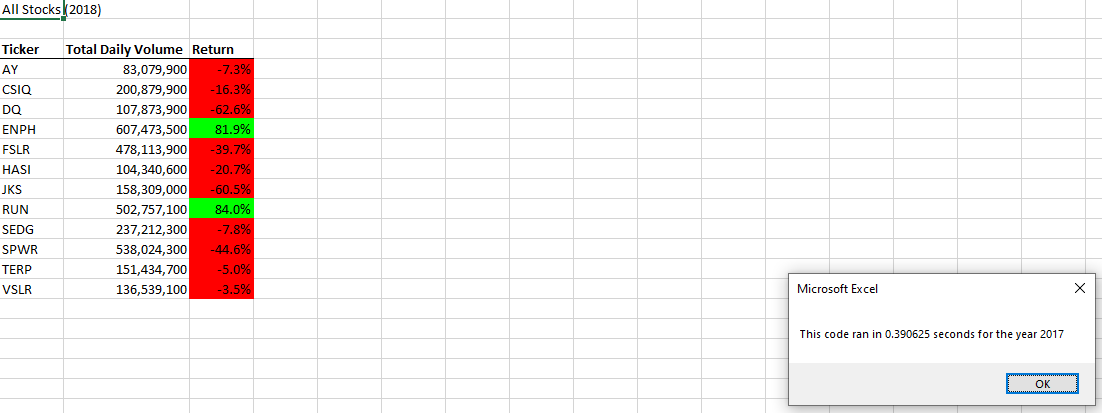 All Stocks (2018)
Ticker Total Daily Volume Return
AY 83,079,900 -7.3%
CSIQ 200,879,900 -16.3%
DQ 107,873,900 -62.6%
ENPH 607,473,500 81.9%
FSLR 478,113,900 -39.7%
HASI 104,340,600 -20.7%
JKS 158,309,000 -60.5%
RUN 502,757,100 84.0%
SEDG 237,212,300 -7.8%
SPWR 538,024,300 -44.6%
TERP 151,434,700 -5.0%
VSLR 136,539,100 -3.5%
Microsoft Excel
This code ran in 0.390625 seconds for the year 2017
OK